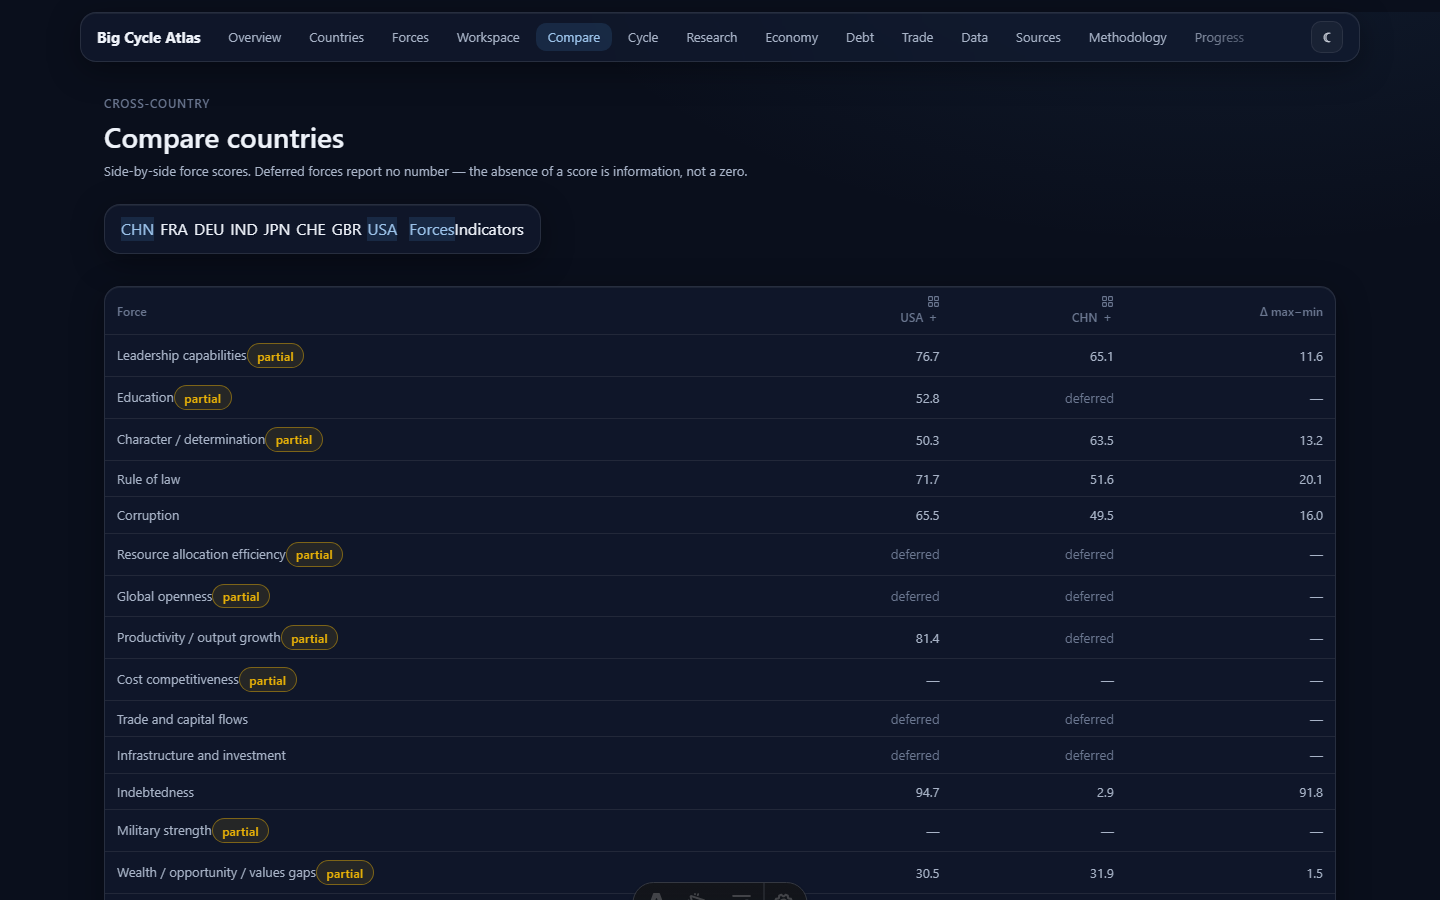 Big Cycle Atlas Overview Countries Forces Workspace Compare Cycle Research Economy Debt Trade Data Sources Methodology Progress
CROSS-COUNTRY
Compare countries
Side-by-side force scores. Deferred forces report no number — the absence of a score is information, not a zero.
CHN FRA DEU IND JPN CHE GBR USA Forces Indicators
Force USA + CHN + Δ max–min
Leadership capabilities partial 76.7 65.1 11.6
Education partial 52.8 deferred —
Character / determination partial 50.3 63.5 13.2
Rule of law 71.7 51.6 20.1
Corruption 65.5 49.5 16.0
Resource allocation efficiency partial deferred deferred —
Global openness partial deferred deferred —
Productivity / output growth partial 81.4 deferred —
Cost competitiveness partial — — —
Trade and capital flows deferred deferred —
Infrastructure and investment deferred deferred —
Indebtedness 94.7 2.9 91.8
Military strength partial — — —
Wealth / opportunity / values gaps partial 30.5 31.9 1.5